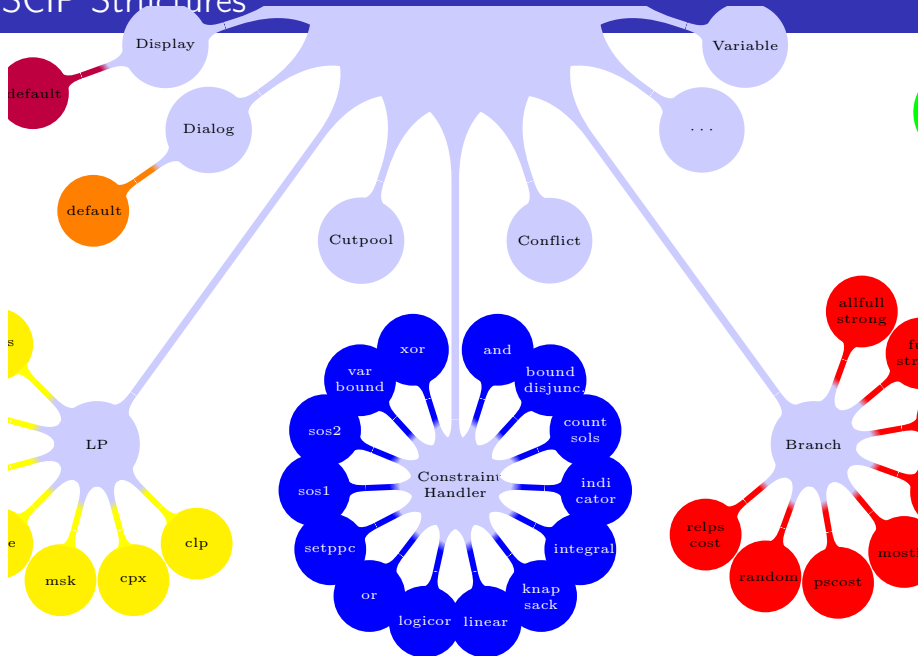 SCIP Structures
Display
Variable
default
Dialog
. . .
default
Cutpool
Conflict
allfull
strong
xor
and
var
bound
bound
disjunc.
sos2
count
sols
LP
Branch
Constraint
Handler
sos1
indi
cator
relps
cost
setppc
integral
clp
msk
cpx
random
pscost
or
knap
sack
logicor
linear